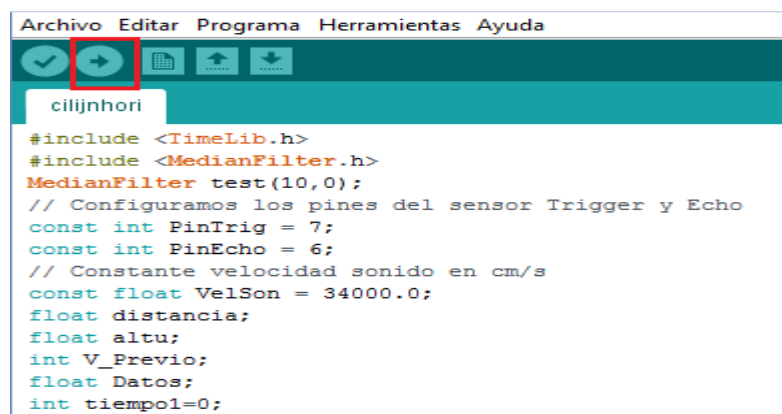 Archivo Editar Programa Herramientas Ayuda
cilijnhori
#include <TimeLib.h>
#include <MedianFilter.h>
MedianFilter test(10,0);
// Configuramos los pines del sensor Trigger y Echo
const int PinTrig = 7;
const int PinEcho = 6;
// Constante velocidad sonido en cm/s
const float VelSon = 34000.0;
float distancia;
float altu;
int V_Previo;
float Datos;
int tiempo1=0;